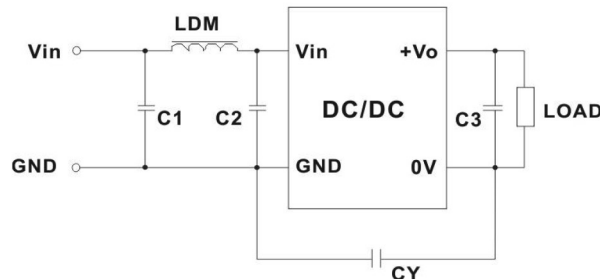 LDM
Vin
Vin
+Vo
C1
C2
DC/DC
C3
LOAD
GND
GND
0V
CY